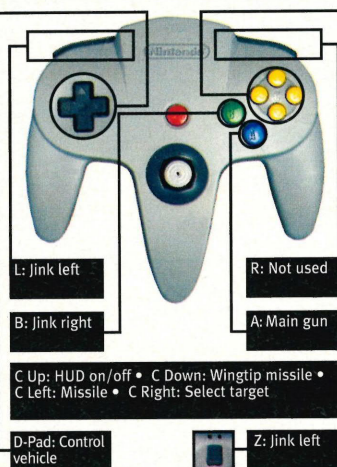 Nintendo
L: Jink left
R: Not used
B: Jink right
A: Main gun
C Up: HUD on/off • C Down: Wingtip missile •
C Left: Missile • C Right: Select target
D-Pad: Control
vehicle
Z: Jink left